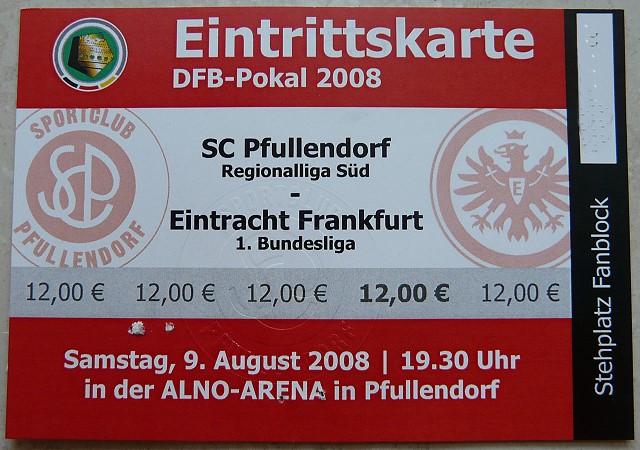 Eintrittskarte
DFB-Pokal 2008
SPORTCLUB
SCP
PFULLENDORF
SC Pfullendorf
Regionalliga Süd
-
Eintracht Frankfurt
1. Bundesliga
E
12,00 € 12,00 € 12,00 € 12,00 € 12,00 €
Samstag, 9. August 2008 | 19.30 Uhr
in der ALNO-ARENA in Pfullendorf
Stehplatz Fanblock